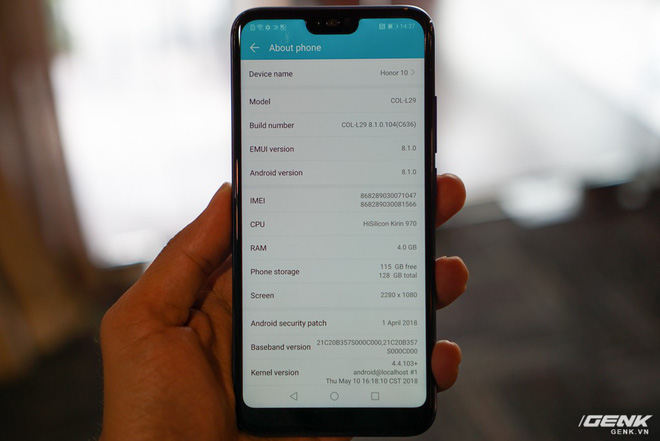 14:37
About phone
Device name Honor 10
Model COL-L29
Build number COL-L29 8.1.0.104(C636)
EMUI version 8.1.0
Android version 8.1.0
IMEI 868289030071047
868289030081566
CPU HiSilicon Kirin 970
RAM 4.0 GB
Phone storage 115 GB free
128 GB total
Screen 2280 x 1080
Android security patch 1 April 2018
Baseband version 21C20B357S000C000,21C20B357
S000C000
Kernel version 4.4.103+
android@localhost #1
Thu May 10 16:18:10 CST 2018
GENK
GENK.VN